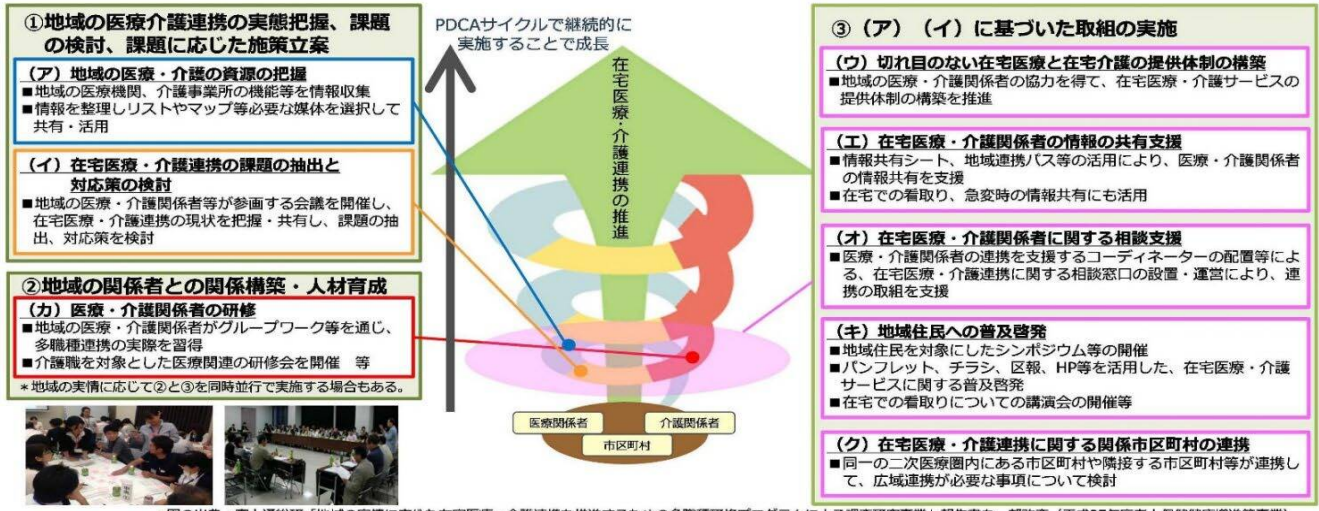 ①地域の医療介護連携の実態把握、課題
の検討、課題に応じた施策立案
(ア)地域の医療・介護の資源の把握
■地域の医療機関、介護事業所の機能等を情報収集
■情報を整理しリストやマップ等必要な媒体を選択して
共有・活用
(イ)在宅医療・介護連携の課題の抽出と
対応策の検討
■地域の医療・介護関係者等が参画する会議を開催し、
在宅医療・介護連携の現状を把握・共有し、課題の抽
出、対応策を検討
②地域の関係者との関係構築・人材育成
(カ)医療・介護関係者の研修
■地域の医療・介護関係者がグループワーク等を通じ、
多職種連携の実際を習得
■介護職を対象とした医療関連の研修会を開催 等
*地域の実情に応じて②と③を同時並行で実施する場合もある。
PDCAサイクルで継続的に
実施することで成長
在宅医療・介護連携の推進
医療関係者
介護関係者
市区町村
③(ア)(イ)に基づいた取組の実施
(ウ)切れ目のない在宅医療と在宅介護の提供体制の構築
■地域の医療・介護関係者の協力を得て、在宅医療・介護サービスの
提供体制の構築を推進
(エ)在宅医療・介護関係者の情報の共有支援
■情報共有シート、地域連携パス等の活用により、医療・介護関係者
の情報共有を支援
■在宅での看取り、急変時の情報共有にも活用
(オ)在宅医療・介護関係者に関する相談支援
■医療・介護関係者の連携を支援するコーディネーターの配置等によ
る、在宅医療・介護連携に関する相談窓口の設置・運営により、連
携の取組を支援
(キ)地域住民への普及啓発
■地域住民を対象にしたシンポジウム等の開催
■パンフレット、チラシ、区報、HP等を活用した、在宅医療・介護
サービスに関する普及啓発
■在宅での看取りについての講演会の開催等
(ク)在宅医療・介護連携に関する関係市区町村の連携
■同一の二次医療圏内にある市区町村や隣接する市区町村等が連携し
て、広域連携が必要な事項について検討